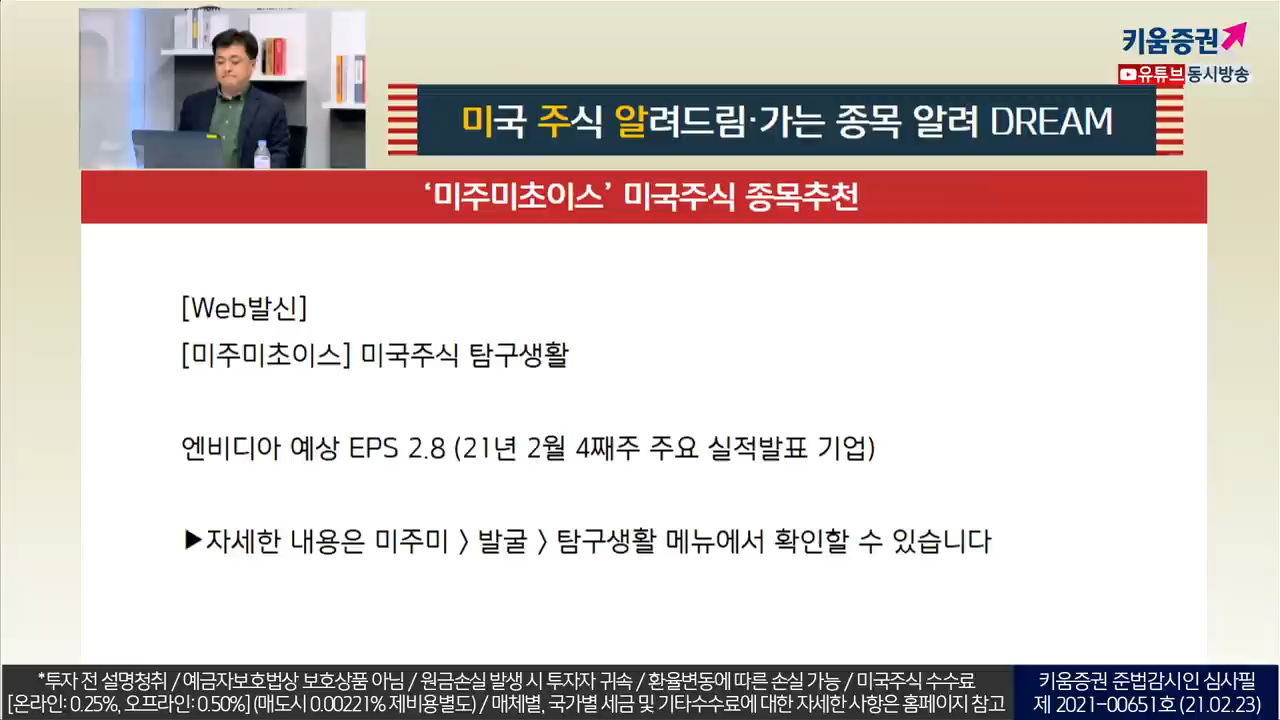 키움증권
유튜브동시방송
미국 주식 알려드림·가는 종목 알려 DREAM
‘미주미초이스’ 미국주식 종목추천
[Web발신]
[미주미초이스] 미국주식 탐구생활
엔비디아 예상 EPS 2.8 (21년 2월 4째주 주요 실적발표 기업)
▶자세한 내용은 미주미 > 발굴 > 탐구생활 메뉴에서 확인할 수 있습니다
*투자 전 설명청취 / 예금자보호법상 보호상품 아님 / 원금손실 발생 시 투자자 귀속 / 환율변동에 따른 손실 가능 / 미국주식 수수료
[온라인: 0.25%, 오프라인: 0.50%] (매도시 0.00221% 제비용별도) / 매체별, 국가별 세금 및 기타수수료에 대한 자세한 사항은 홈페이지 참고
키움증권 준법감시인 심사필
제 2021-00651호 (21.02.23)